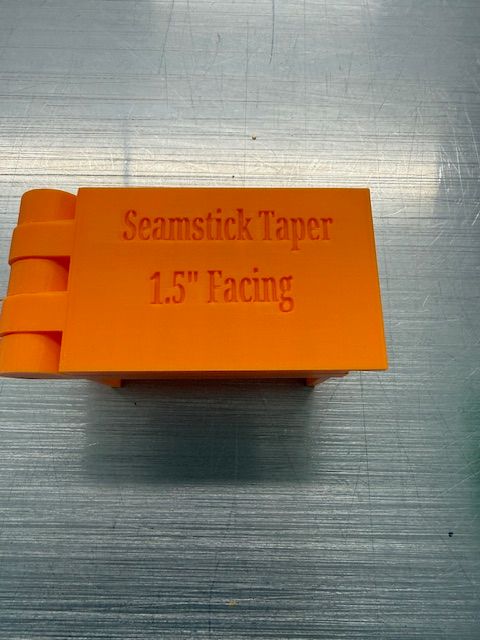 Seamstick Taper
1.5" Facing